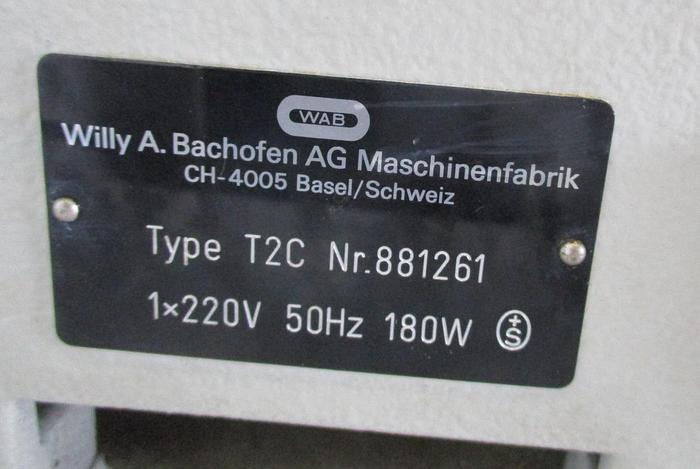 WAB
Willy A. Bachofen AG Maschinenfabrik
CH-4005 Basel/Schweiz
Type T2C Nr.881261
1×220V 50Hz 180W +S